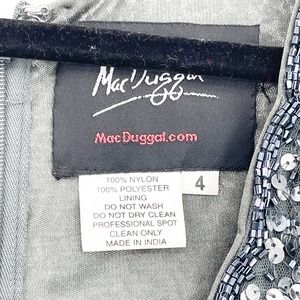 MacDuggal
MacDuggal.com
100% NYLON
100% POLYESTER
LINING
DO NOT WASH
DO NOT DRY CLEAN
PROFESSIONAL SPOT
CLEAN ONLY
MADE IN INDIA
4